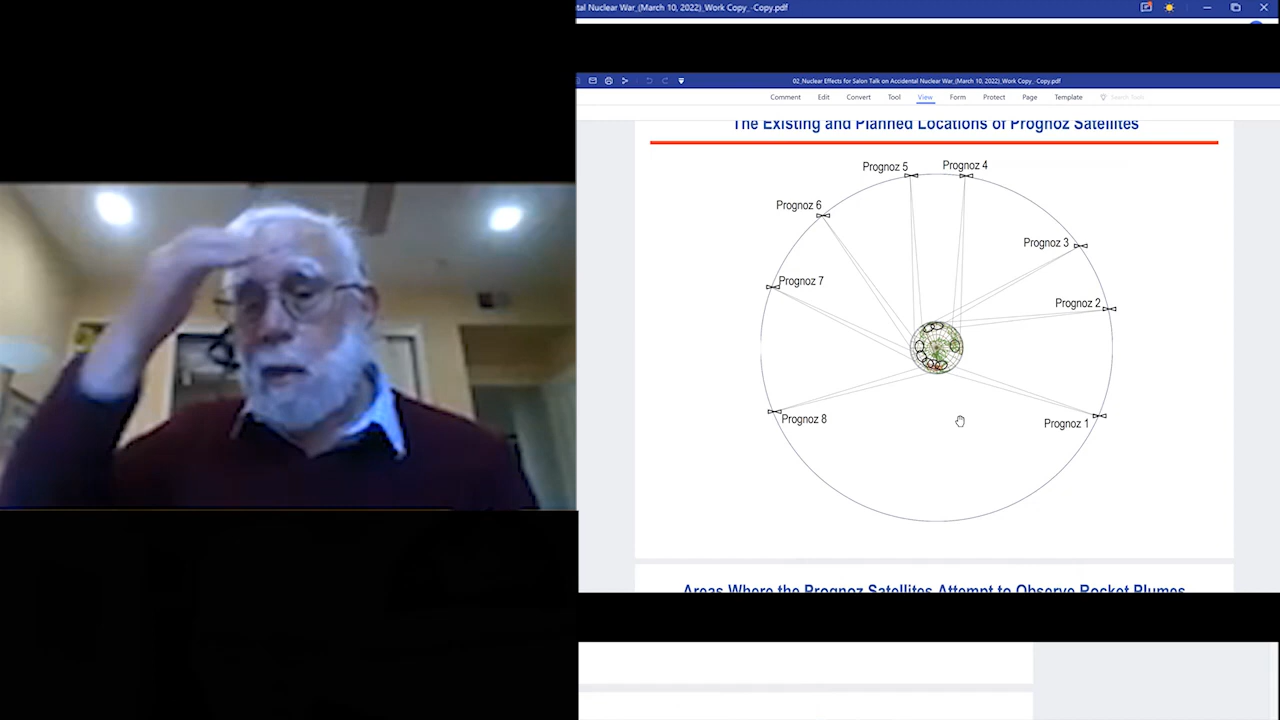 tal Nuclear War_(March 10, 2022)_Work Copy_-Copy.pdf
02_Nuclear Effects for Salon Talk on Accidental Nuclear War_(March 10, 2022)_Work Copy_-Copy.pdf
Comment Edit Convert Tool View Form Protect Page Template Search Tools
The Existing and Planned Locations of Prognoz Satellites
Prognoz 5
Prognoz 4
Prognoz 6
Prognoz 3
Prognoz 7
Prognoz 2
Prognoz 8
Prognoz 1
Areas Where the Prognoz Satellites Attempt to Observe Rocket Plumes